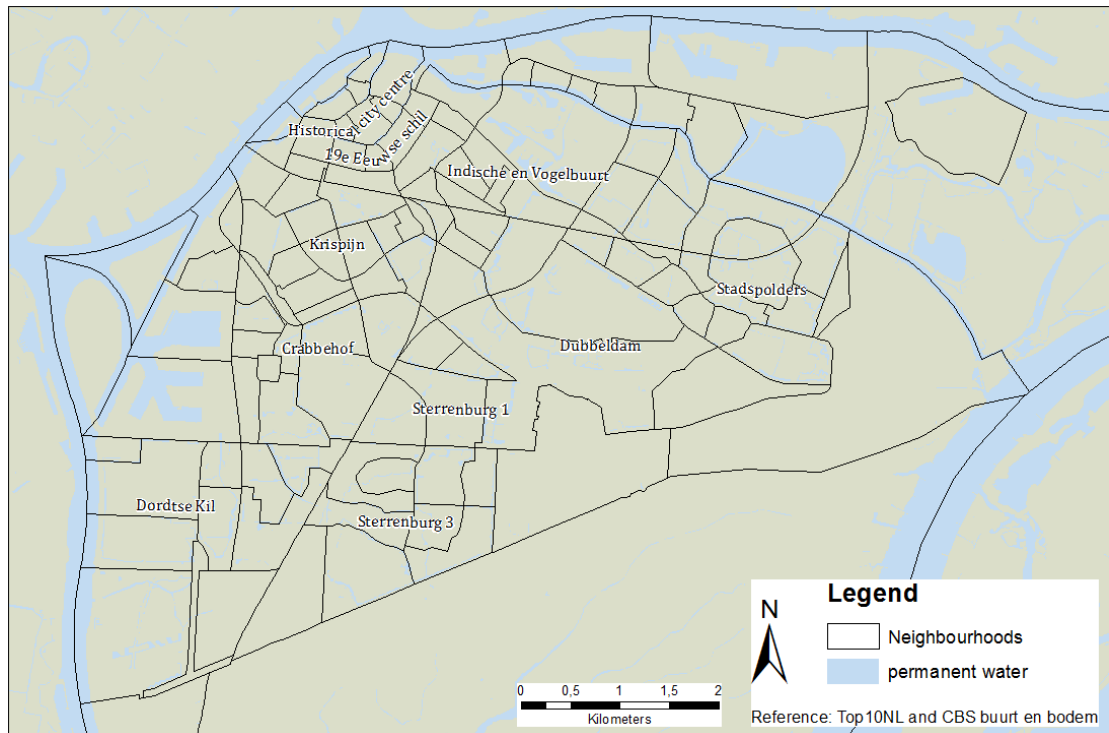 Historical city centre
19e Eeuwse schil
Indische en Vogelbuurt
Krispijn
Stadspolders
Crabbehof
Dubbeldam
Sterrenburg 1
Dordtse Kil
Sterrenburg 3
Legend
N
Neighbourhoods
permanent water
0 0,5 1 1,5 2
Kilometers
Reference: Top10NL and CBS buurt en bodem